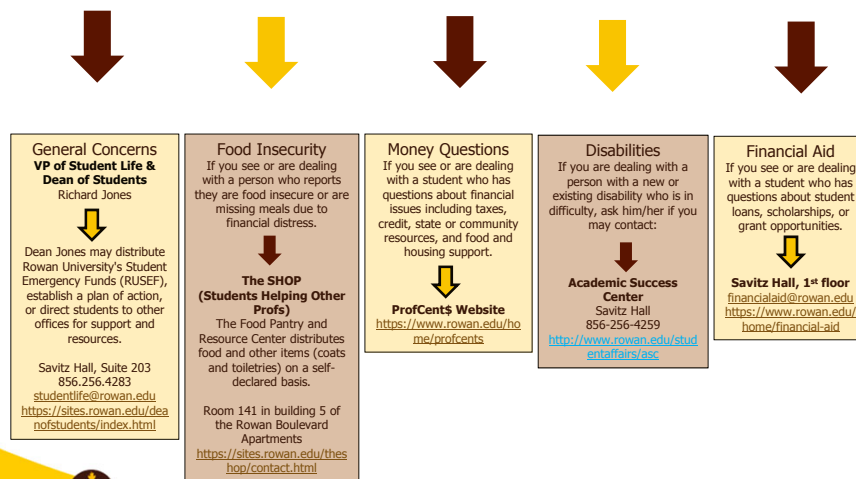 General Concerns
VP of Student Life &
Dean of Students
Richard Jones
Dean Jones may distribute
Rowan University's Student
Emergency Funds (RUSEF),
establish a plan of action,
or direct students to other
offices for support and
resources.
Savitz Hall, Suite 203
856.256.4283
studentlife@rowan.edu
https://sites.rowan.edu/dea
nofstudents/index.html
Food Insecurity
If you see or are dealing
with a person who reports
they are food insecure or are
missing meals due to
financial distress.
The SHOP
(Students Helping Other
Profs)
The Food Pantry and
Resource Center distributes
food and other items (coats
and toiletries) on a self-
declared basis.
Room 141 in building 5 of
the Rowan Boulevard
Apartments
https://sites.rowan.edu/thes
hop/contact.html
Money Questions
If you see or are dealing
with a student who has
questions about financial
issues including taxes,
credit, state or community
resources, and food and
housing support.
ProfCent$ Website
https://www.rowan.edu/ho
me/profcents
Disabilities
If you are dealing with a
person with a new or
existing disability who is in
difficulty, ask him/her if you
may contact:
Academic Success
Center
Savitz Hall
856-256-4259
http://www.rowan.edu/stud
entaffairs/asc
Financial Aid
If you see or are dealing
with a student who has
questions about student
loans, scholarships, or
grant opportunities.
Savitz Hall, 1st floor
financialaid@rowan.edu
https://www.rowan.edu/
home/financial-aid